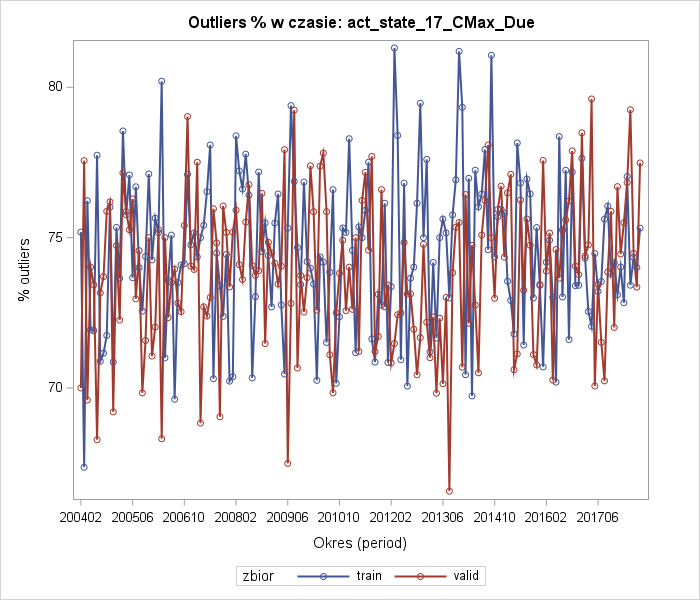 Outliers % w czasie: act_state_17_CMax_Due
% outliers
80
75
70
200402 200506 200610 200802 200906 201010 201202 201306 201410 201602 201706
Okres (period)
zbior train valid